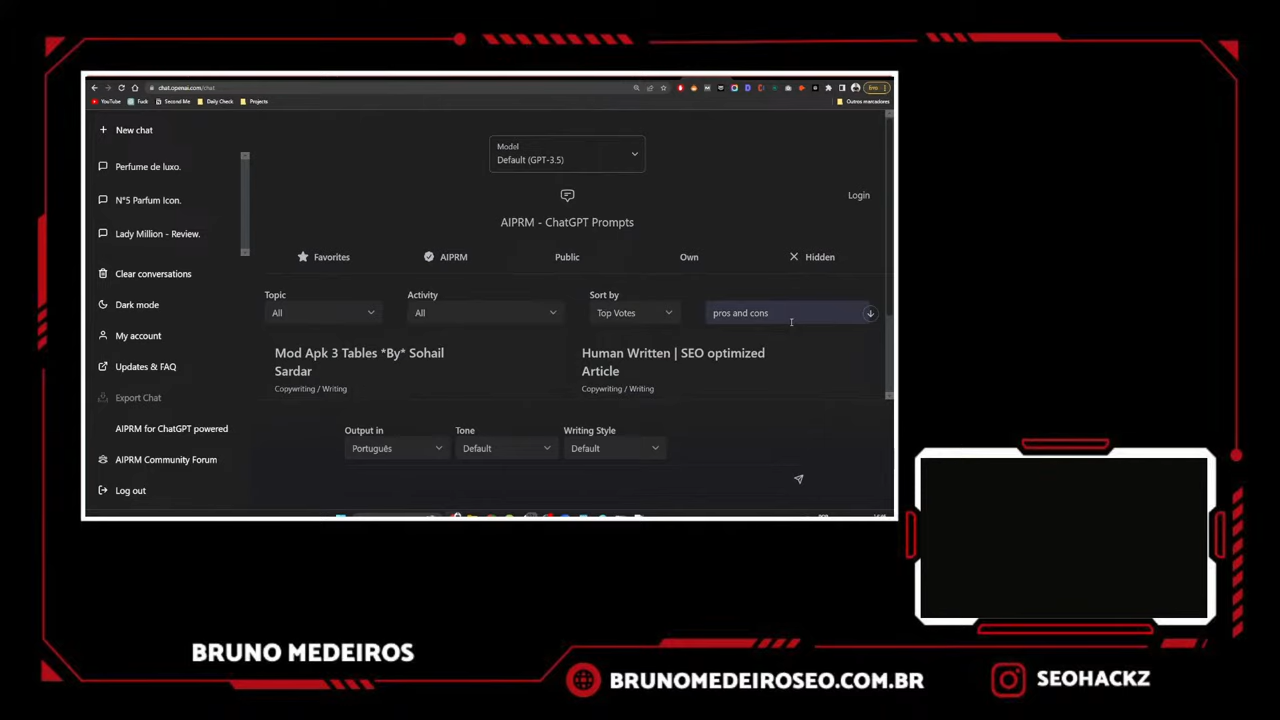 chat.openai.com/chat
YouTube
Fuck
Second Me
Daily Check
Projects
Outros marcadores
New chat
Perfume de luxo.
N°5 Parfum Icon.
Lady Million - Review.
Clear conversations
Dark mode
My account
Updates & FAQ
Export Chat
AIPRM for ChatGPT powered
AIPRM Community Forum
Log out
Model
Default (GPT-3.5)
Login
AIPRM - ChatGPT Prompts
Favorites
AIPRM
Public
Own
Hidden
Topic
Activity
Sort by
All
All
Top Votes
pros and cons
Mod Apk 3 Tables *By* Sohail
Sardar
Copywriting / Writing
Human Written | SEO optimized
Article
Copywriting / Writing
Output in
Tone
Writing Style
Português
Default
Default
BRUNO MEDEIROS
BRUNOMEDEIROSEO.COM.BR
SEOHACKZ